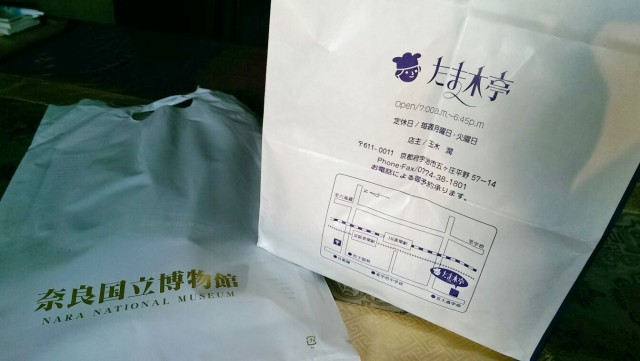 たま木亭
Open/7:00a.m.~6:45p.m
定休日/毎週月曜日・火曜日
店主/玉木 潤
〒611-0011 京都府宇治市五ヶ庄平野 57-14
Phone・Fax/0774-38-1801
お電話による御予約承ります。
たま木亭
奈良国立博物館
NARA NATIONAL MUSEUM